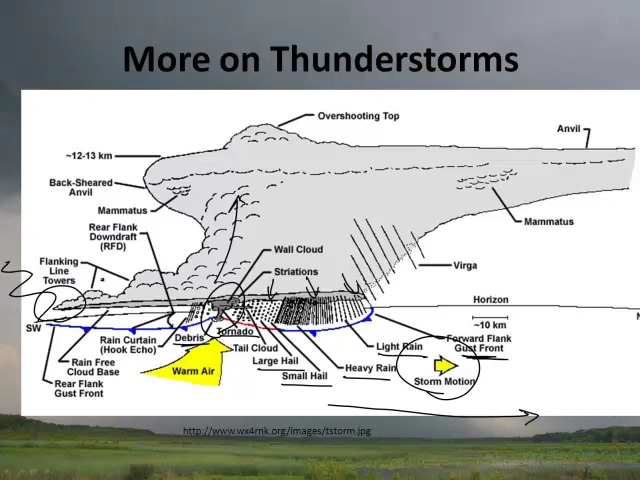 More on Thunderstorms
Overshooting Top
Anvil
~12-13 km
Back-Sheared
Anvil
Mammatus
Mammatus
Rear Flank
Downdraft
(RFD)
Wall Cloud
Flanking
Line
Towers
Striations
Virga
Horizon
~10 km
SW
N
Rain Curtain
(Hook Echo)
Debris
Tornado
Tail Cloud
Large Hail
Small Hail
Heavy Rain
Light Rain
Forward Flank
Gust Front
Rain Free
Cloud Base
Warm Air
Storm Motion
Rear Flank
Gust Front
http://www.wx4rnk.org/images/tstorm.jpg